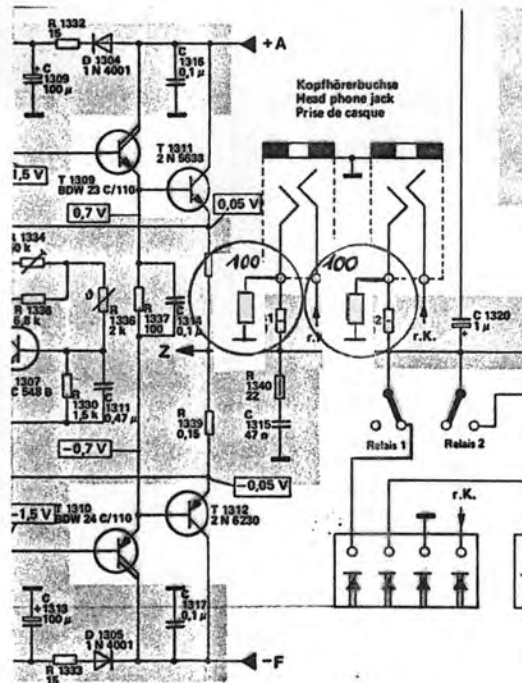 R 1332
15
D 1304
1 N 4001
C
1309
100 µ
+
C
1316
0,1 µ
+A
Kopfhörerbuchse
Head phone jack
Prise de casque
T 1311
2 N 5633
T 1309
BDW 23 C/110
1,5 V
0,7 V
0,05 V
R 1334
0 k
100
100
R 1336
2 k
R
1337
100
C
1314
0,1 µ
6,8 k
1307
C 548 B
R
1330
1,5 k
C
1311
0,47 µ
Z
r.K.
C 1320
1 µ
+
R
1340
22
C
1315
47 n
R
1339
0,15
Relais 1
Relais 2
r.K.
−0,7 V
−0,05 V
−1,5 V
T 1310
BDW 24 C/110
T 1312
2 N 6230
C
1313
100 µ
+
D 1305
1 N 4001
C
1317
0,1 µ
R 1333
15
−F